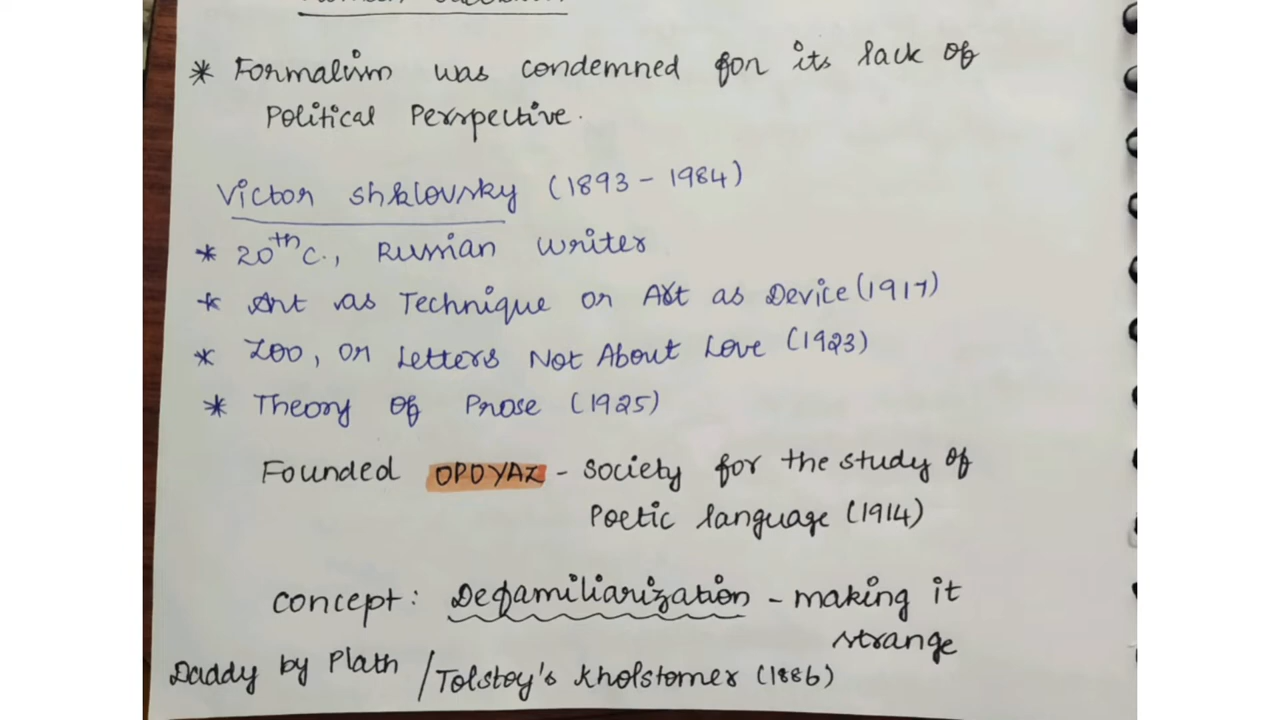 * Formalism was condemned for its lack of
Political Perspective.
Victor Shklovsky (1893 - 1984)
* 20th C., Russian Writer
* Art as Technique or Art as Device (1917)
* Zoo, or Letters Not About Love (1923)
* Theory of Prose (1925)
Founded OPOYAZ - Society for the study of
Poetic language (1914)
Concept: Defamiliarization - making it
strange
Daddy by Plath / Tolstoy's Kholstomer (1886)